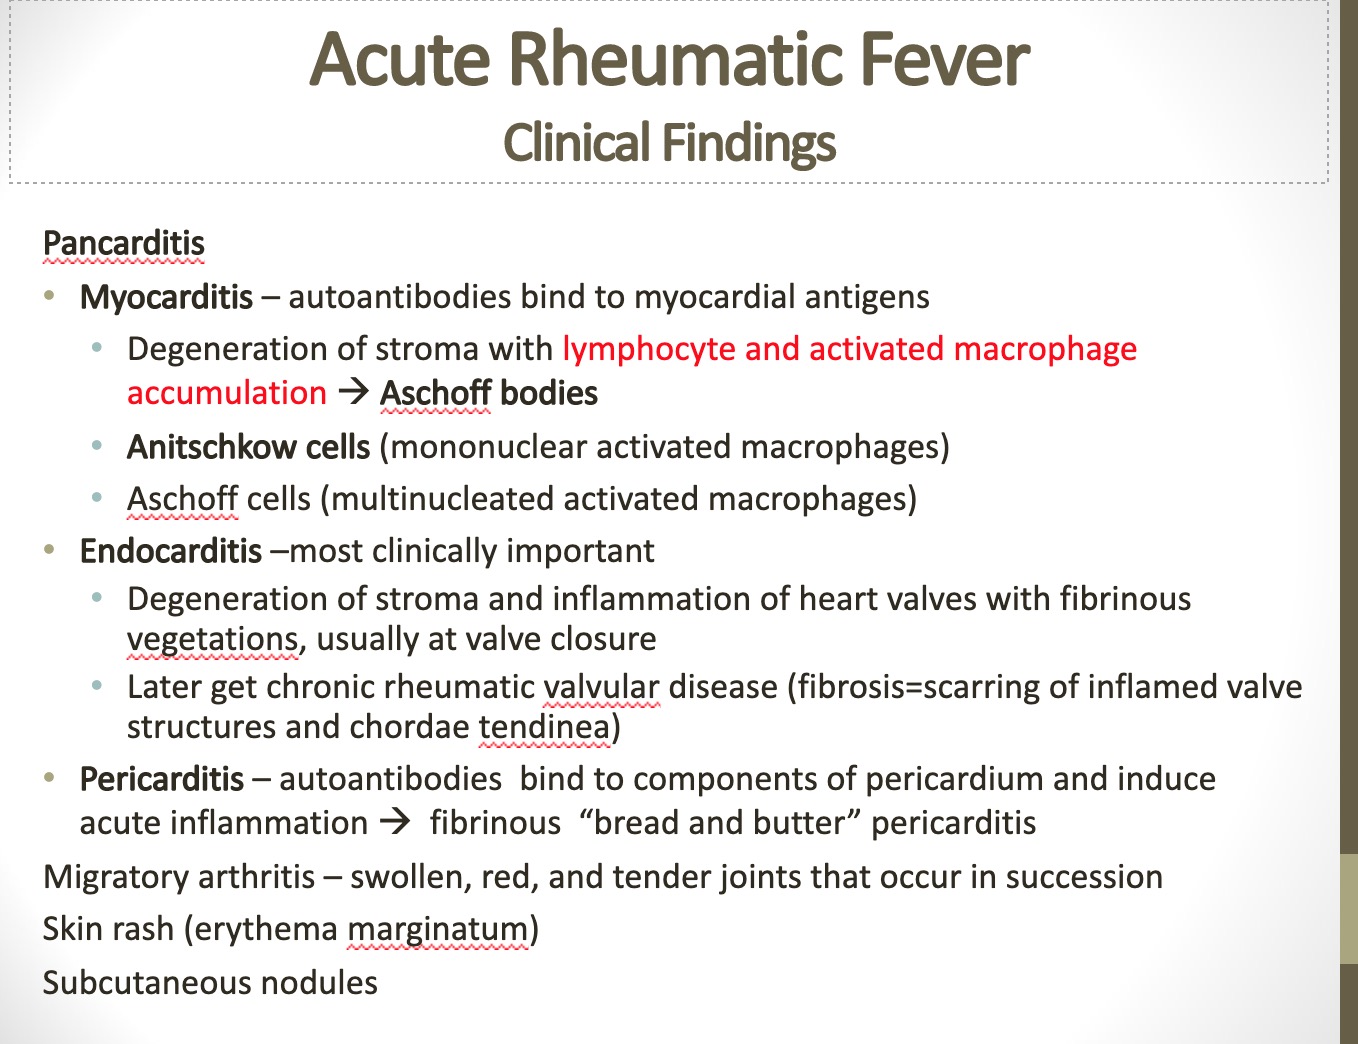 Acute Rheumatic Fever
Clinical Findings
Pancarditis
• Myocarditis – autoantibodies bind to myocardial antigens
• Degeneration of stroma with lymphocyte and activated macrophage
accumulation → Aschoff bodies
• Anitschkow cells (mononuclear activated macrophages)
• Aschoff cells (multinucleated activated macrophages)
• Endocarditis –most clinically important
• Degeneration of stroma and inflammation of heart valves with fibrinous
vegetations, usually at valve closure
• Later get chronic rheumatic valvular disease (fibrosis=scarring of inflamed valve
structures and chordae tendinea)
• Pericarditis – autoantibodies  bind to components of pericardium and induce
acute inflammation →  fibrinous  “bread and butter” pericarditis
Migratory arthritis – swollen, red, and tender joints that occur in succession
Skin rash (erythema marginatum)
Subcutaneous nodules